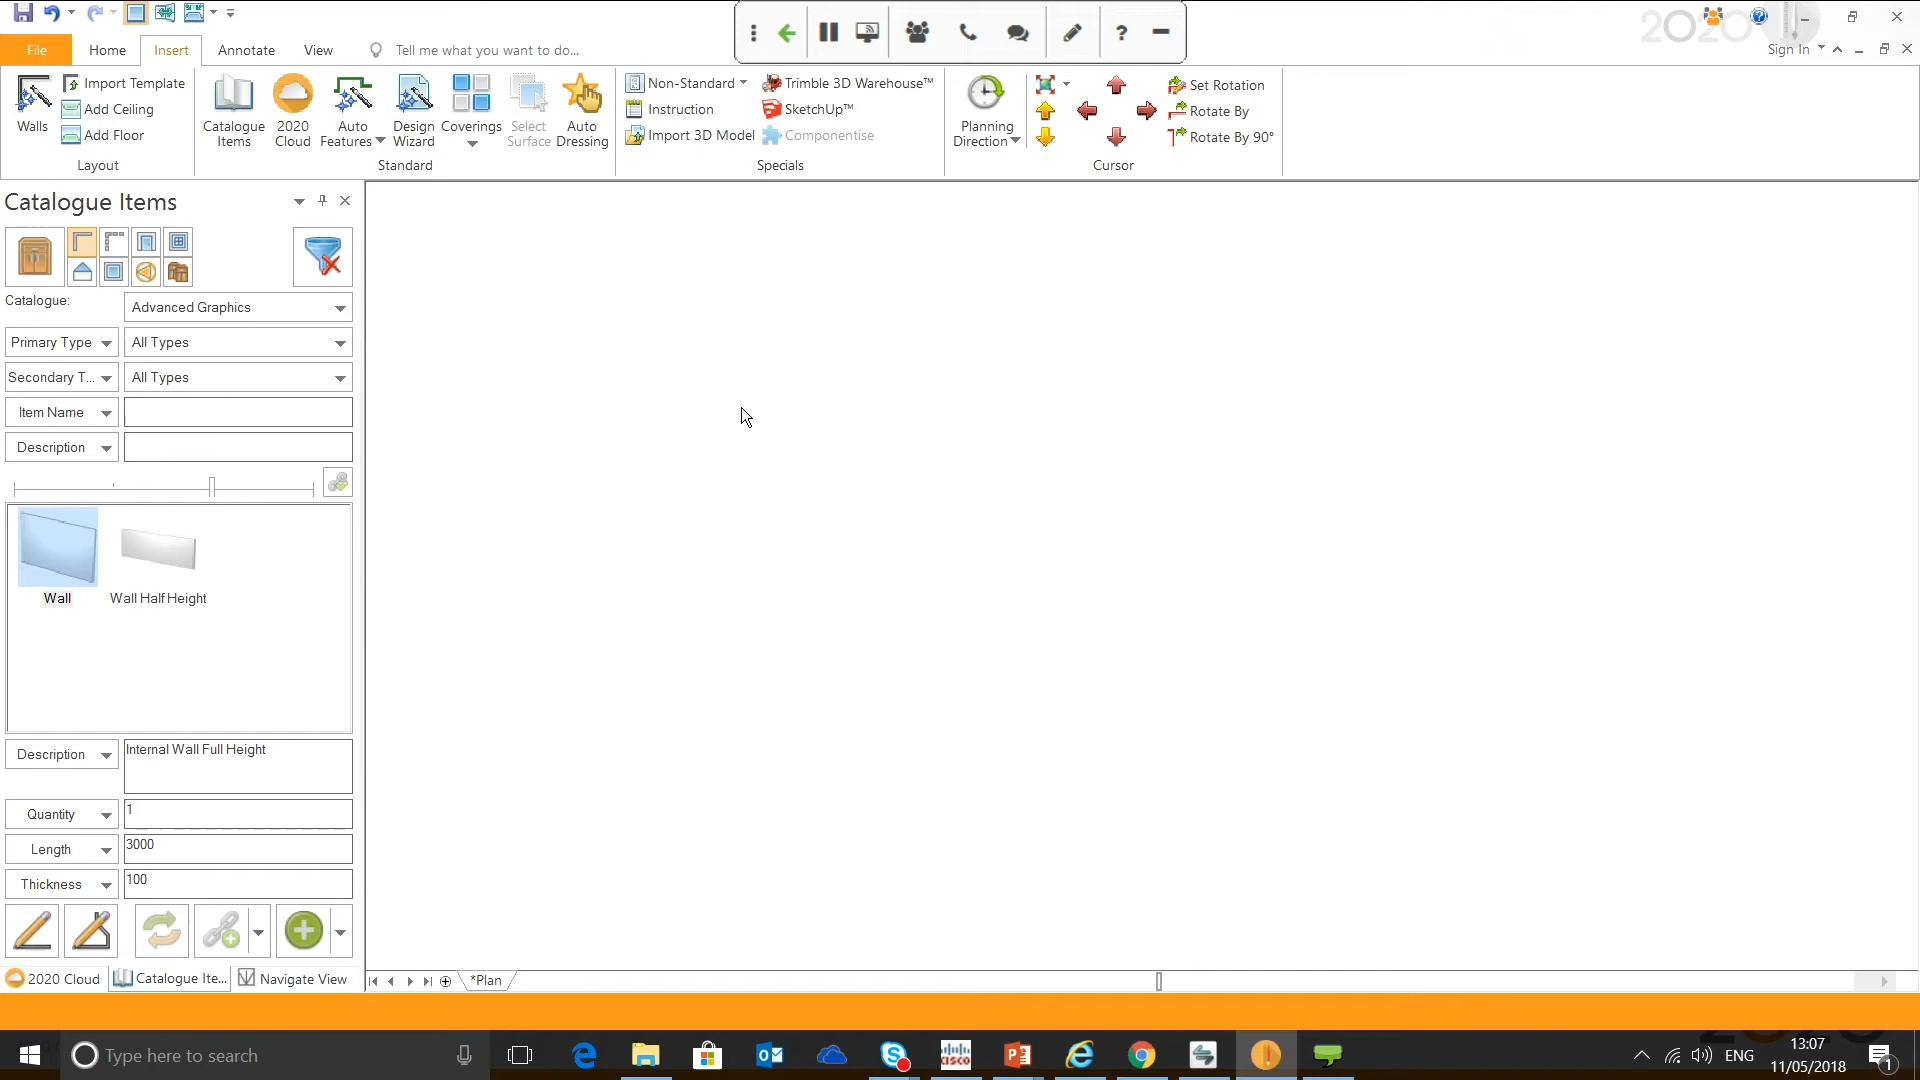 2020
Sign In
File
Home
Insert
Annotate
View
Tell me what you want to do...
?
Walls
Import Template
Add Ceiling
Add Floor
Layout
Catalogue Items
2020 Cloud
Auto Features
Design Wizard
Coverings
Select Surface
Auto Dressing
Standard
Non-Standard
Instruction
Import 3D Model
Trimble 3D Warehouse™
SketchUp™
Componentise
Specials
Planning Direction
Set Rotation
Rotate By
Rotate By 90°
Cursor
Catalogue Items
Catalogue:
Advanced Graphics
Primary Type
All Types
Secondary T...
All Types
Item Name
Description
Wall
Wall Half Height
Description
Internal Wall Full Height
Quantity
1
Length
3000
Thickness
100
2020 Cloud
Catalogue Ite...
Navigate View
*Plan
Type here to search
CISCO
ENG
13:07
11/05/2018
1